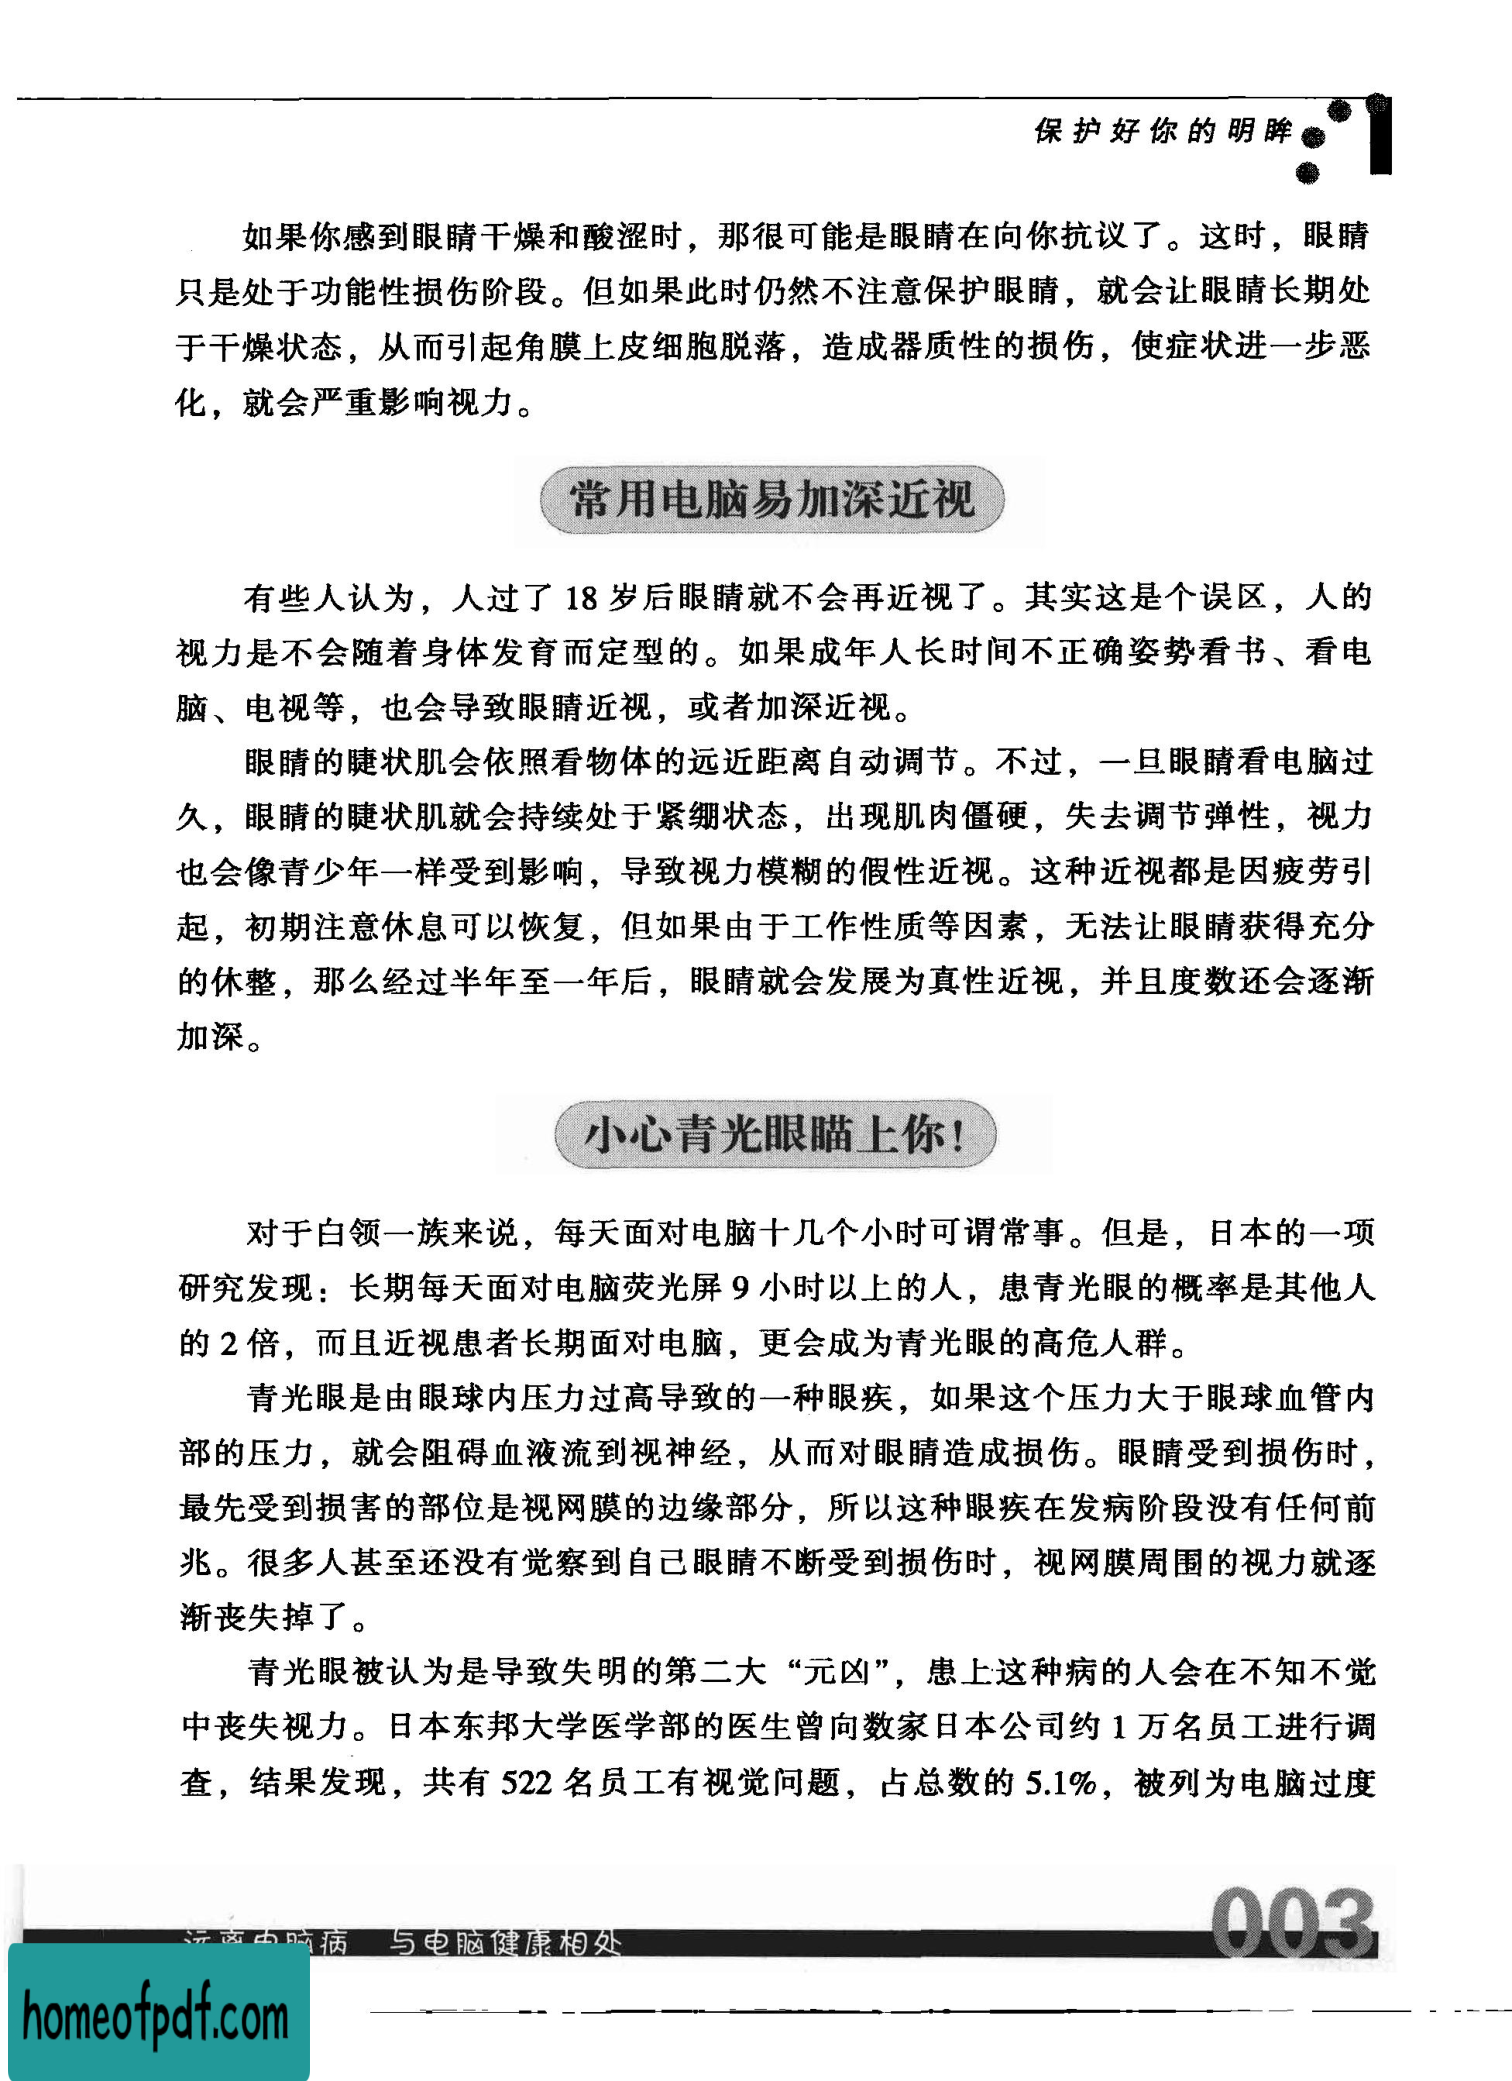 保护好你的明眸
1
如果你感到眼睛干燥和酸涩时，那很可能是眼睛在向你抗议了。这时，眼睛
只是处于功能性损伤阶段。但如果此时仍然不注意保护眼睛，就会让眼睛长期处
于干燥状态，从而引起角膜上皮细胞脱落，造成器质性的损伤，使症状进一步恶
化，就会严重影响视力。
常用电脑易加深近视
有些人认为，人过了 18 岁后眼睛就不会再近视了。其实这是个误区，人的
视力是不会随着身体发育而定型的。如果成年人长时间不正确姿势看书、看电
脑、电视等，也会导致眼睛近视，或者加深近视。
眼睛的睫状肌会依照看物体的远近距离自动调节。不过，一旦眼睛看电脑过
久，眼睛的睫状肌就会持续处于紧绷状态，出现肌肉僵硬，失去调节弹性，视力
也会像青少年一样受到影响，导致视力模糊的假性近视。这种近视都是因疲劳引
起，初期注意休息可以恢复，但如果由于工作性质等因素，无法让眼睛获得充分
的休整，那么经过半年至一年后，眼睛就会发展为真性近视，并且度数还会逐渐
加深。
小心青光眼瞄上你！
对于白领一族来说，每天面对电脑十几个小时可谓常事。但是，日本的一项
研究发现：长期每天面对电脑荧光屏 9 小时以上的人，患青光眼的概率是其他人
的 2 倍，而且近视患者长期面对电脑，更会成为青光眼的高危人群。
青光眼是由眼球内压力过高导致的一种眼疾，如果这个压力大于眼球血管内
部的压力，就会阻碍血液流到视神经，从而对眼睛造成损伤。眼睛受到损伤时，
最先受到损害的部位是视网膜的边缘部分，所以这种眼疾在发病阶段没有任何前
兆。很多人甚至还没有觉察到自己眼睛不断受到损伤时，视网膜周围的视力就逐
渐丧失掉了。
青光眼被认为是导致失明的第二大“元凶”，患上这种病的人会在不知不觉
中丧失视力。日本东邦大学医学部的医生曾向数家日本公司约 1 万名员工进行调
查，结果发现，共有 522 名员工有视觉问题，占总数的 5.1%，被列为电脑过度
003
远离电脑病 与电脑健康相处
homeofpdf.com